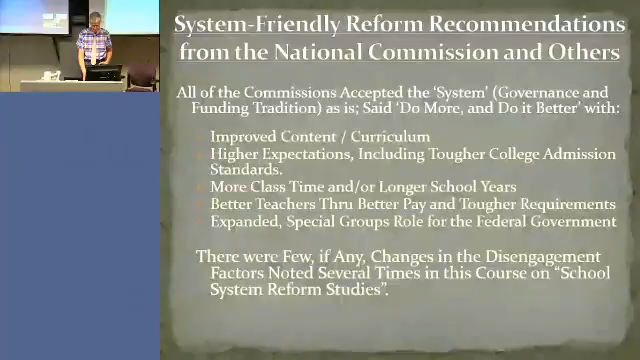 System-Friendly Reform Recommendations
from the National Commission and Others
All of the Commissions Accepted the 'System' (Governance and
Funding Tradition) as is; Said 'Do More, and Do it Better' with:
Improved Content / Curriculum
Higher Expectations, Including Tougher College Admission
Standards.
More Class Time and/or Longer School Years
Better Teachers Thru Better Pay and Tougher Requirements
Expanded, Special Groups Role for the Federal Government
There were Few, if Any, Changes in the Disengagement
Factors Noted Several Times in this Course on "School
System Reform Studies".